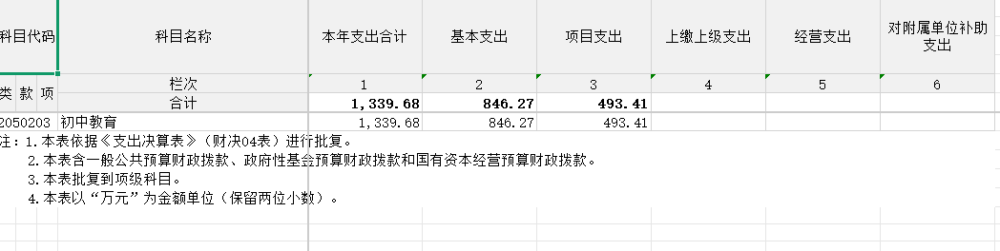 科目代码 科目名称 本年支出合计 基本支出 项目支出 上缴上级支出 经营支出 对附属单位补助
支出
类 款 项 栏次 1 2 3 4 5 6
合计 1,339.68 846.27 493.41
2050203 初中教育 1,339.68 846.27 493.41
注：1.本表依据《支出决算表》（财决04表）进行批复。
2.本表含一般公共预算财政拨款、政府性基金预算财政拨款和国有资本经营预算财政拨款。
3.本表批复到项级科目。
4.本表以“万元”为金额单位（保留两位小数）。